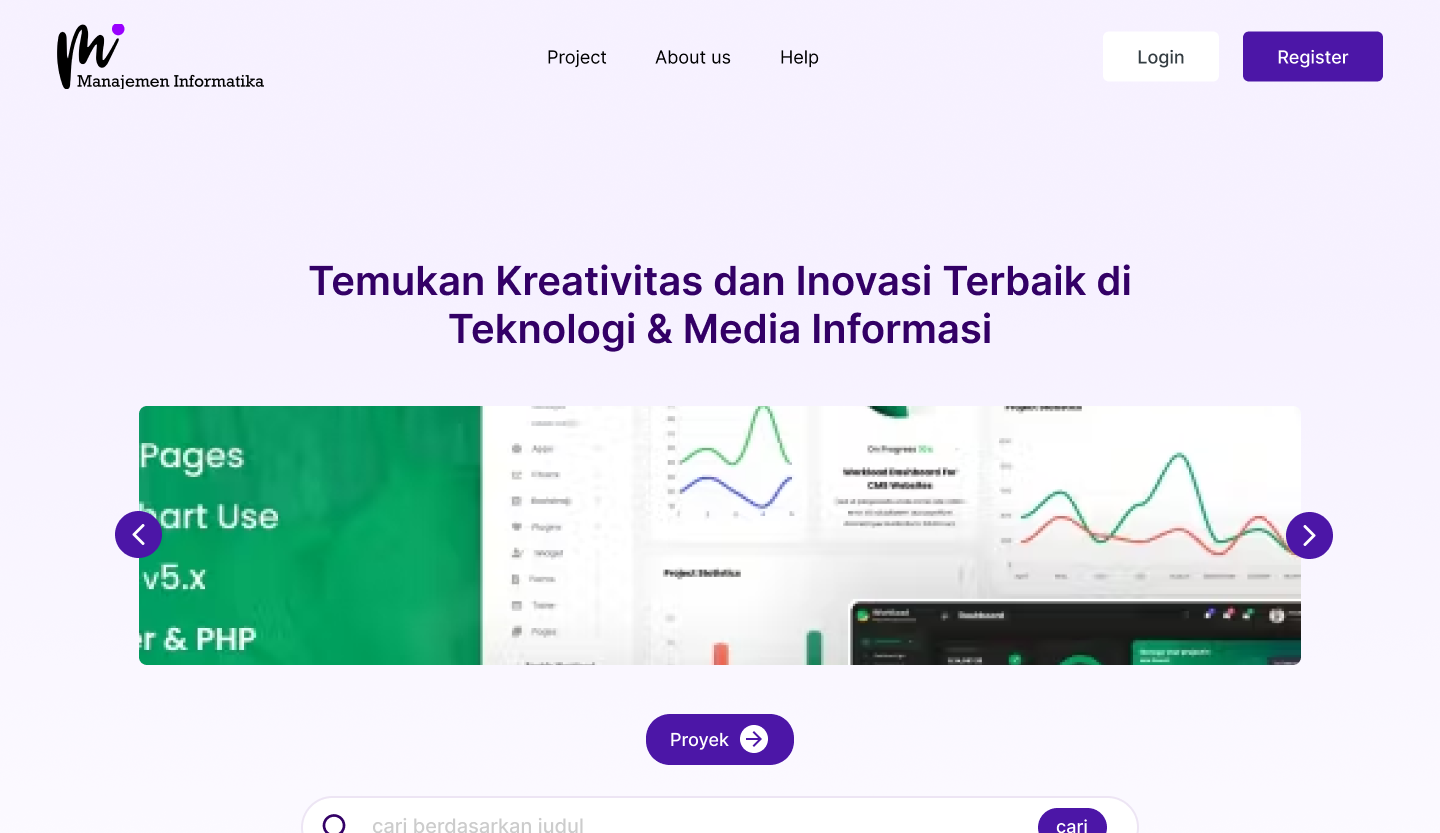 Manajemen Informatika
Project
About us
Help
Login
Register
Temukan Kreativitas dan Inovasi Terbaik di
Teknologi & Media Informasi
Pages
hart Use
v5.x
er & PHP
Apps
Charts
Bootstrap
Plugins
Widget
Forms
Table
Pages
Project Statistics
On Progress
Workload Dashboard For
CMS Websites
Project Statistics
Workload
Dashboard
Proyek
cari berdasarkan judul
cari